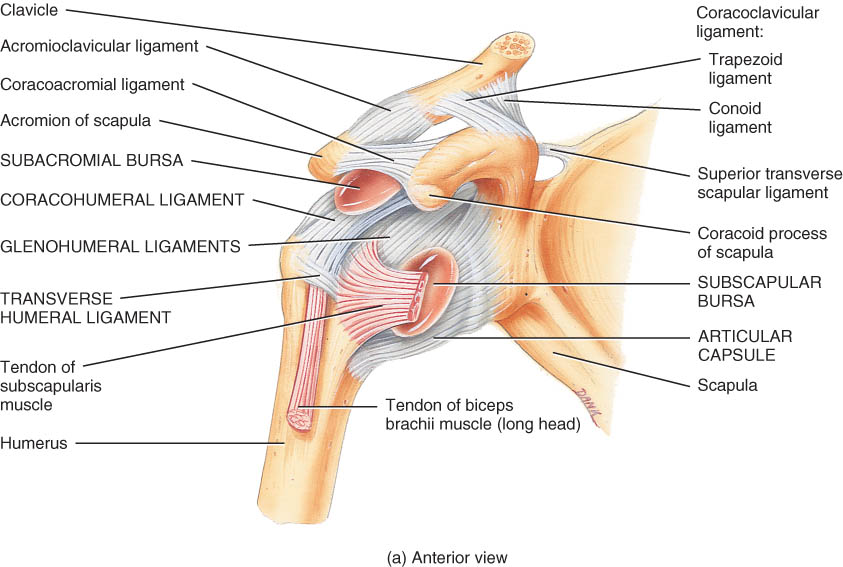 Clavicle
Acromioclavicular ligament
Coracoacromial ligament
Acromion of scapula
SUBACROMIAL BURSA
CORACOHUMERAL LIGAMENT
GLENOHUMERAL LIGAMENTS
TRANSVERSE
HUMERAL LIGAMENT
Tendon of
subscapularis
muscle
Humerus
Coracoclavicular
ligament:
Trapezoid
ligament
Conoid
ligament
Superior transverse
scapular ligament
Coracoid process
of scapula
SUBSCAPULAR
BURSA
ARTICULAR
CAPSULE
Scapula
Tendon of biceps
brachii muscle (long head)
(a) Anterior view